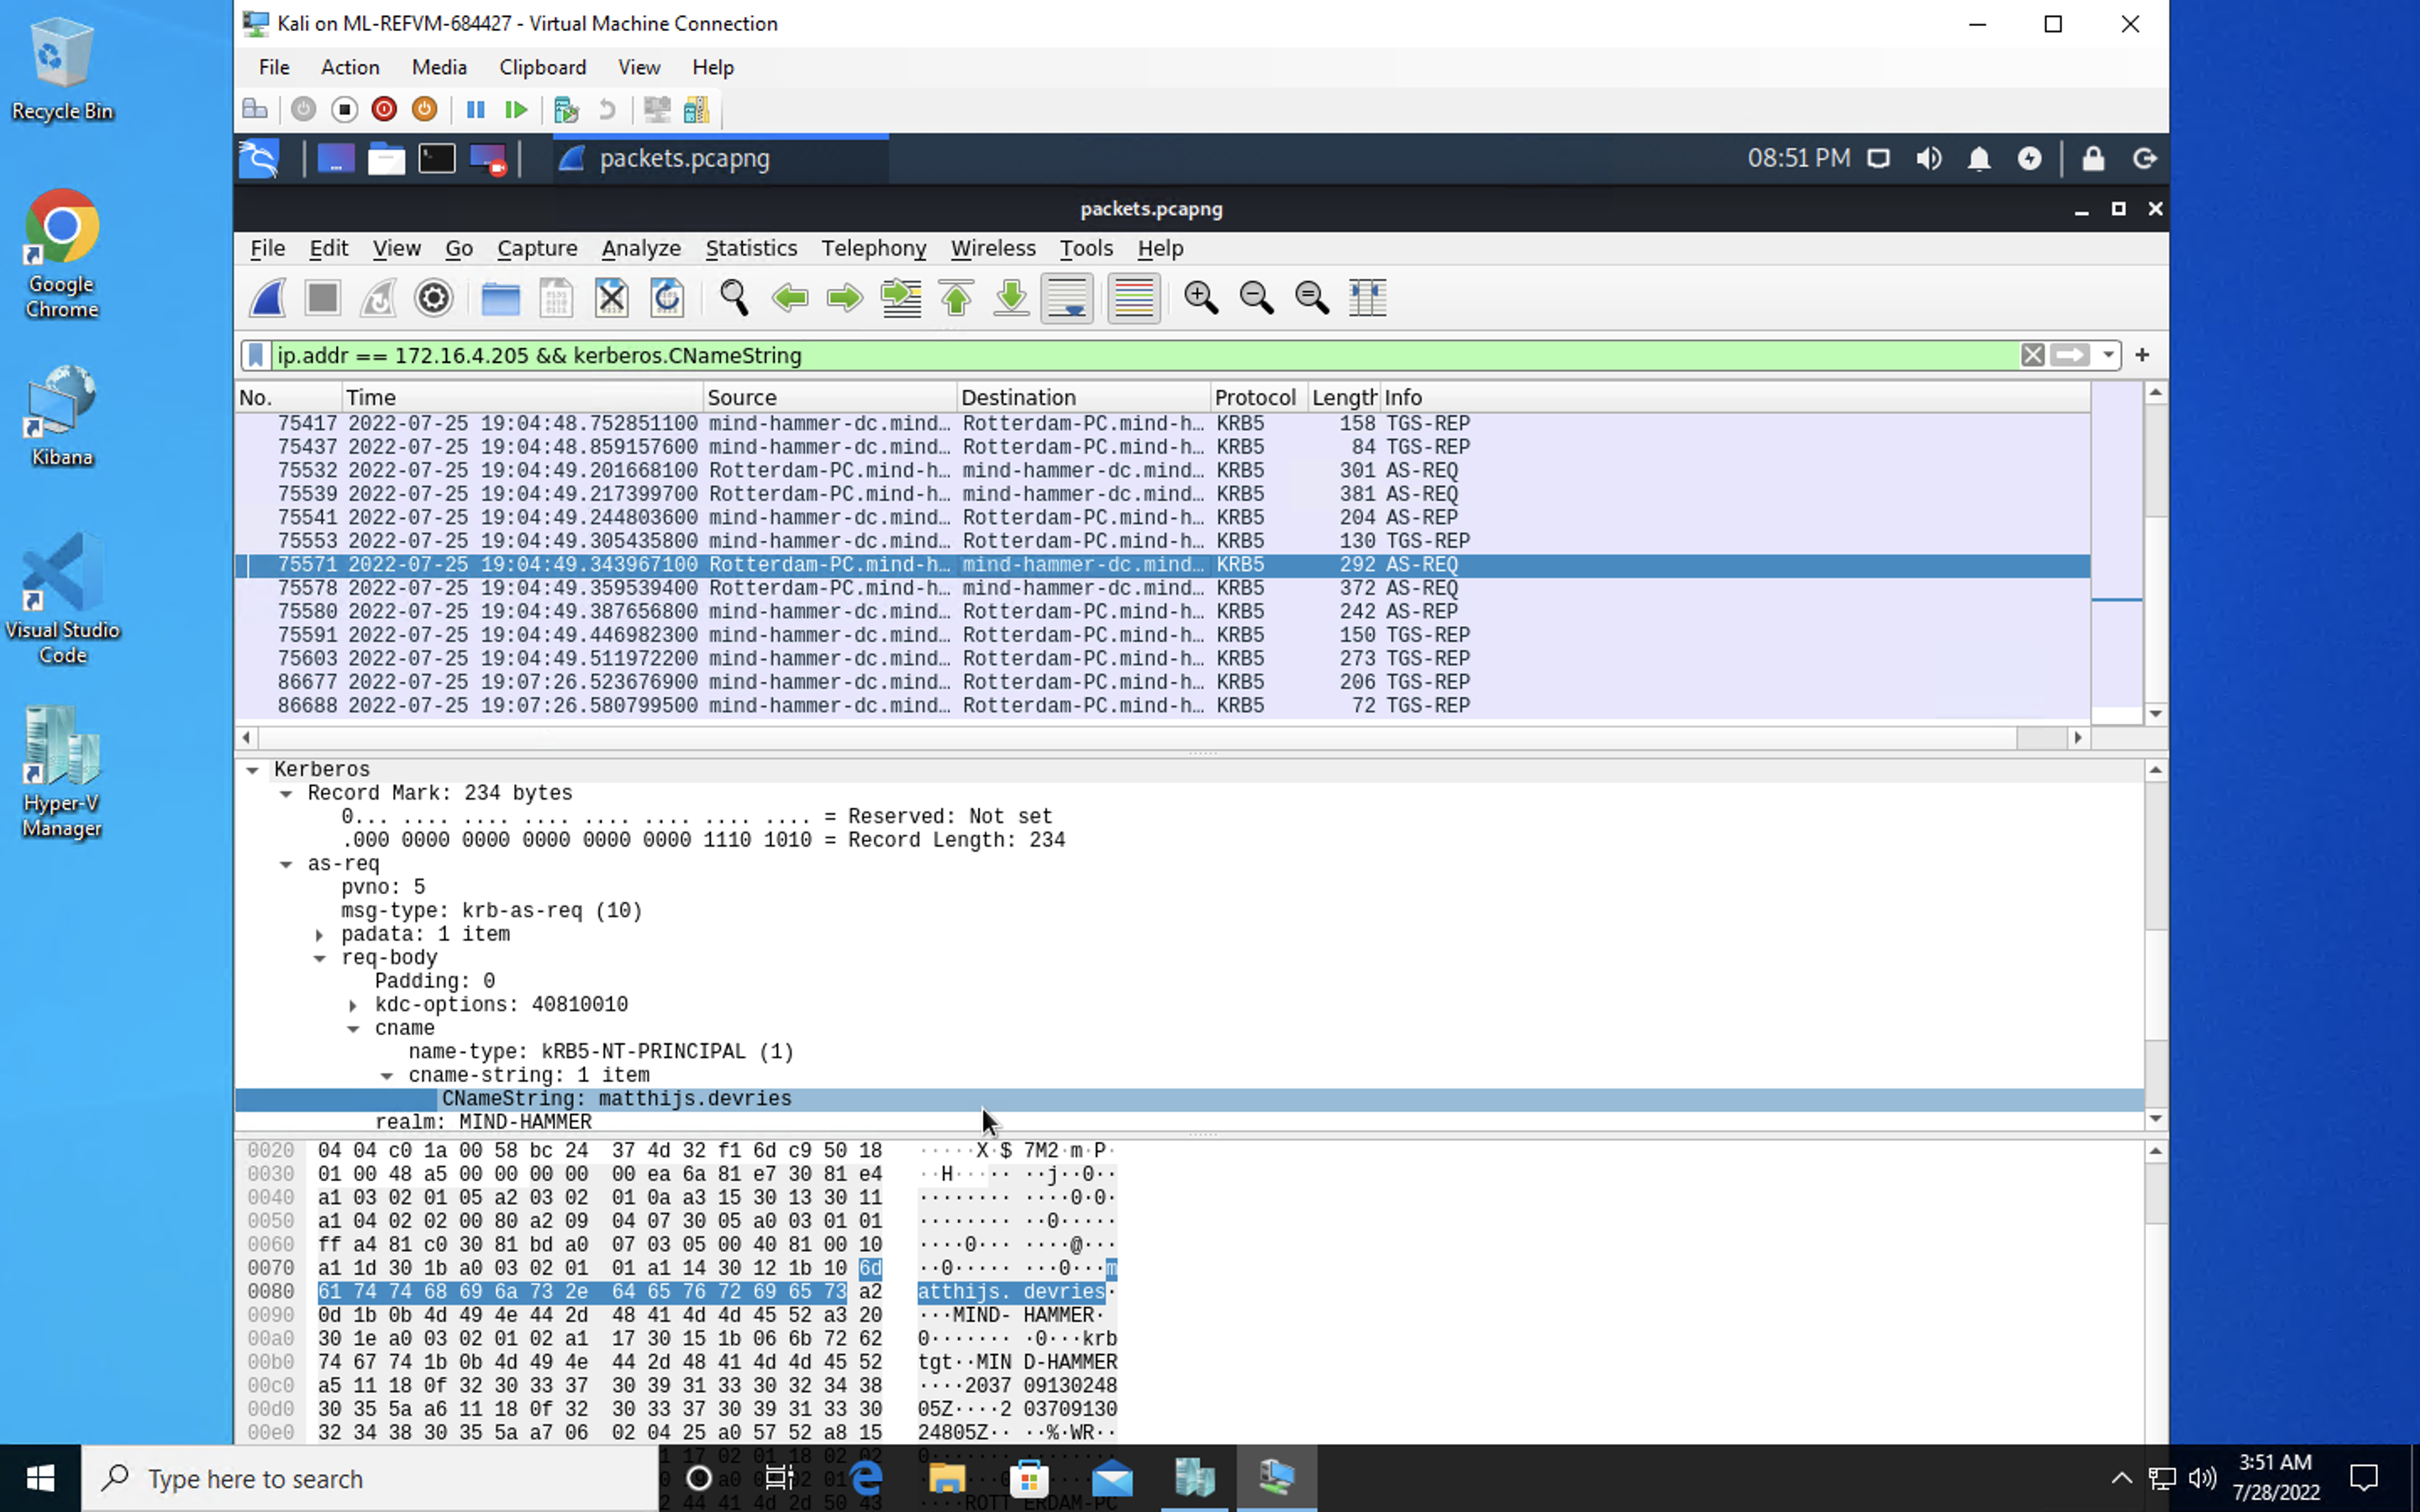 Kali on ML-REFVM-684427 - Virtual Machine Connection
File Action Media Clipboard View Help
packets.pcapng
08:51 PM
packets.pcapng
File Edit View Go Capture Analyze Statistics Telephony Wireless Tools Help
ip.addr == 172.16.4.205 && kerberos.CNameString
No. Time Source Destination Protocol Length Info
75417 2022-07-25 19:04:48.752851100 mind-hammer-dc.mind… Rotterdam-PC.mind-h… KRB5 158 TGS-REP
75437 2022-07-25 19:04:48.859157600 mind-hammer-dc.mind… Rotterdam-PC.mind-h… KRB5 84 TGS-REP
75532 2022-07-25 19:04:49.201668100 Rotterdam-PC.mind-h… mind-hammer-dc.mind… KRB5 301 AS-REQ
75539 2022-07-25 19:04:49.217399700 Rotterdam-PC.mind-h… mind-hammer-dc.mind… KRB5 381 AS-REQ
75541 2022-07-25 19:04:49.244803600 mind-hammer-dc.mind… Rotterdam-PC.mind-h… KRB5 204 AS-REP
75553 2022-07-25 19:04:49.305435800 mind-hammer-dc.mind… Rotterdam-PC.mind-h… KRB5 130 TGS-REP
75571 2022-07-25 19:04:49.343967100 Rotterdam-PC.mind-h… mind-hammer-dc.mind… KRB5 292 AS-REQ
75578 2022-07-25 19:04:49.359539400 Rotterdam-PC.mind-h… mind-hammer-dc.mind… KRB5 372 AS-REQ
75580 2022-07-25 19:04:49.387656800 mind-hammer-dc.mind… Rotterdam-PC.mind-h… KRB5 242 AS-REP
75591 2022-07-25 19:04:49.446982300 mind-hammer-dc.mind… Rotterdam-PC.mind-h… KRB5 150 TGS-REP
75603 2022-07-25 19:04:49.511972200 mind-hammer-dc.mind… Rotterdam-PC.mind-h… KRB5 273 TGS-REP
86677 2022-07-25 19:07:26.523676900 mind-hammer-dc.mind… Rotterdam-PC.mind-h… KRB5 206 TGS-REP
86688 2022-07-25 19:07:26.580799500 mind-hammer-dc.mind… Rotterdam-PC.mind-h… KRB5 72 TGS-REP
Kerberos
Record Mark: 234 bytes
0... .... .... .... .... .... .... .... = Reserved: Not set
.000 0000 0000 0000 0000 0000 1110 1010 = Record Length: 234
as-req
pvno: 5
msg-type: krb-as-req (10)
padata: 1 item
req-body
Padding: 0
kdc-options: 40810010
cname
name-type: kRB5-NT-PRINCIPAL (1)
cname-string: 1 item
CNameString: matthijs.devries
realm: MIND-HAMMER
0020 04 04 c0 1a 00 58 bc 24 37 4d 32 f1 6d c9 50 18 ·····X·$ 7M2·m·P·
0030 01 00 48 a5 00 00 00 00 00 ea 6a 81 e7 30 81 e4 ··H····· ··j··0··
0040 a1 03 02 01 05 a2 03 02 01 0a a3 15 30 13 30 11 ········ ····0·0·
0050 a1 04 02 02 00 80 a2 09 04 07 30 05 a0 03 01 01 ········ ··0·····
0060 ff a4 81 c0 30 81 bd a0 07 03 05 00 40 81 00 10 ····0··· ····@···
0070 a1 1d 30 1b a0 03 02 01 01 a1 14 30 12 1b 10 6d ··0····· ···0···m
0080 61 74 74 68 69 6a 73 2e 64 65 76 72 69 65 73 a2 atthijs. devries·
0090 0d 1b 0b 4d 49 4e 44 2d 48 41 4d 4d 45 52 a3 20 ···MIND- HAMMER·
00a0 30 1e a0 03 02 01 02 a1 17 30 15 1b 06 6b 72 62 0······· ·0···krb
00b0 74 67 74 1b 0b 4d 49 4e 44 2d 48 41 4d 4d 45 52 tgt··MIN D-HAMMER
00c0 a5 11 18 0f 32 30 33 37 30 39 31 33 30 32 34 38 ····2037 09130248
00d0 30 35 5a a6 11 18 0f 32 30 33 37 30 39 31 33 30 05Z····2 03709130
00e0 32 34 38 30 35 5a a7 06 02 04 25 a0 57 52 a8 15 24805Z·· ··%·WR··
Recycle Bin
Google Chrome
Kibana
Visual Studio Code
Hyper-V Manager
Type here to search
3:51 AM
7/28/2022